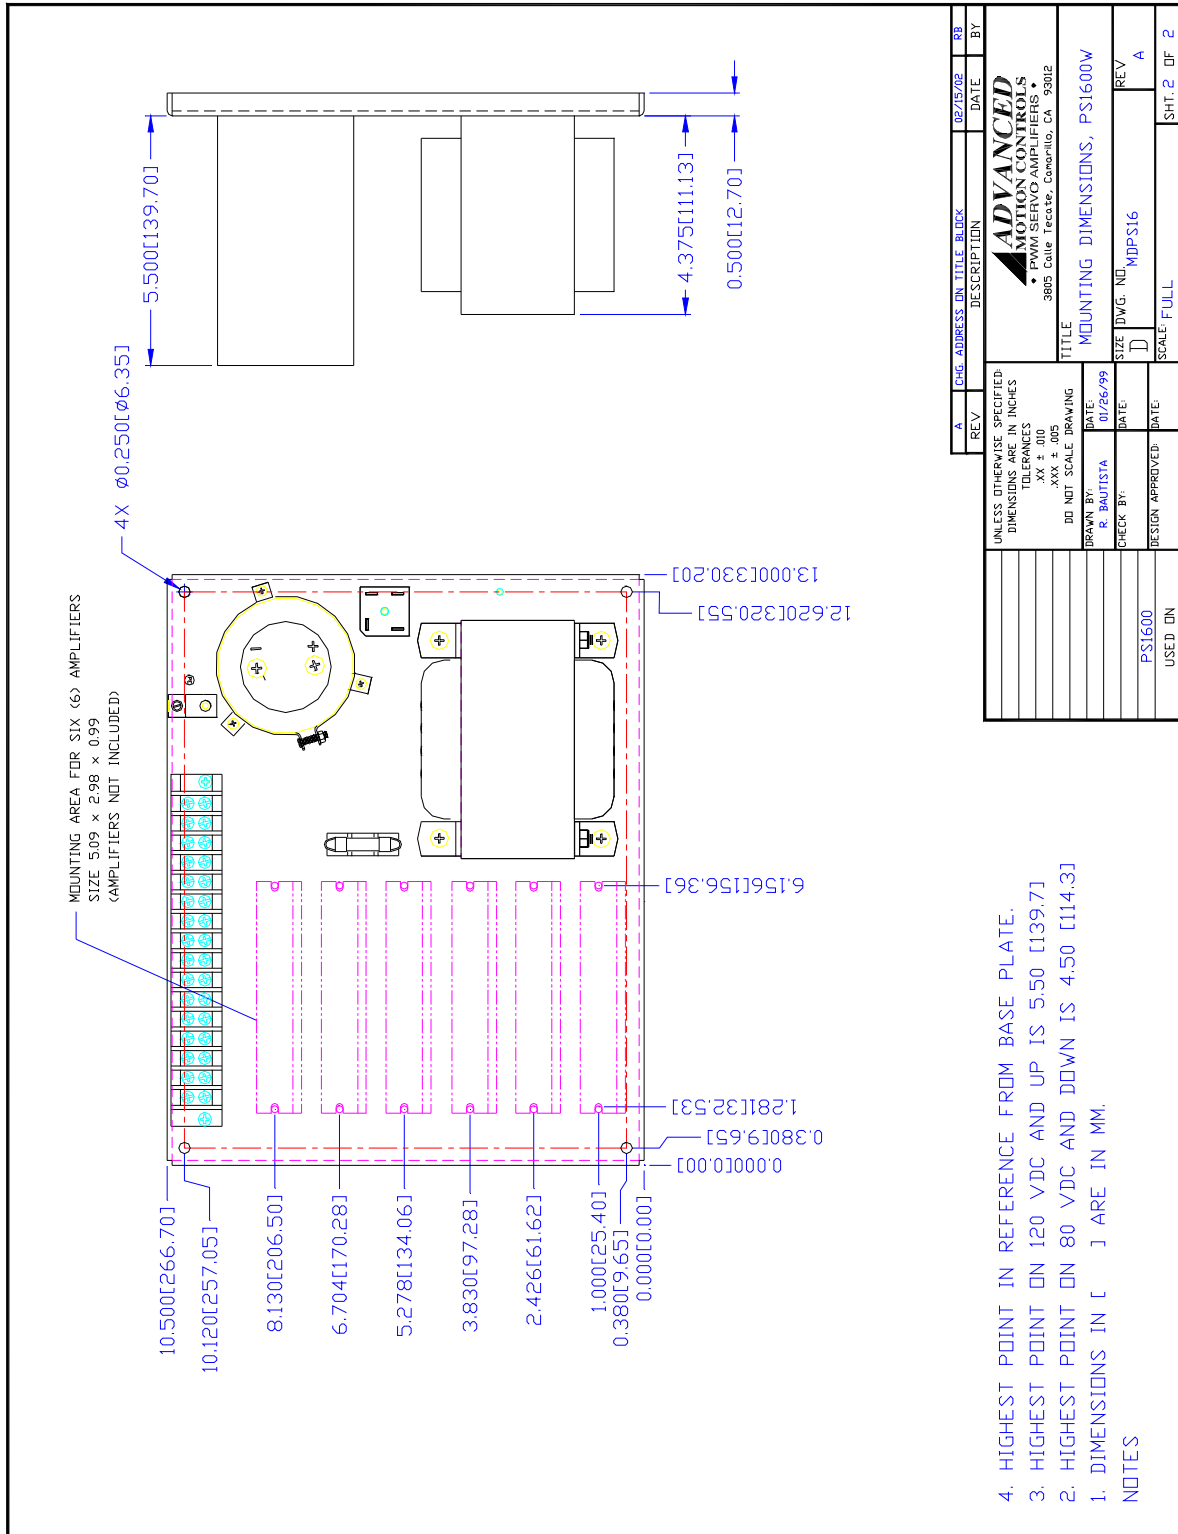 MOUNTING AREA FOR SIX (6) AMPLIFIERS
SIZE 5.09 x 2.98 x 0.99
(AMPLIFIERS NOT INCLUDED)
4X Ø0.250[Ø6.35]
5.500[139.70]
4.375[111.13]
0.500[12.70]
10.500[266.70]
10.120[257.05]
8.130[206.50]
6.704[170.28]
5.278[134.06]
3.830[97.28]
2.426[61.62]
1.000[25.40]
0.380[9.65]
0.000[0.00]
0.000[0.00]
0.380[9.65]
1.281[32.53]
6.156[156.36]
12.620[320.55]
13.000[330.20]
4. HIGHEST POINT IN REFERENCE FROM BASE PLATE.
3. HIGHEST POINT ON 120 VDC AND UP IS 5.50 [139.7]
2. HIGHEST POINT ON 80 VDC AND DOWN IS 4.50 [114.3]
1. DIMENSIONS IN [ ] ARE IN MM.
NOTES
A CHG. ADDRESS ON TITLE BLOCK 02/15/02 RB
REV DESCRIPTION DATE BY
UNLESS OTHERWISE SPECIFIED:
DIMENSIONS ARE IN INCHES
TOLERANCES
.XX ± .010
.XXX ± .005
DO NOT SCALE DRAWING
DRAWN BY:
R. BAUTISTA
DATE:
01/26/99
CHECK BY:
DATE:
DESIGN APPROVED:
DATE:
ADVANCED
MOTION CONTROLS
• PWM SERVO AMPLIFIERS •
3805 Calle Tecate, Camarillo, CA 93012
TITLE
MOUNTING DIMENSIONS, PS1600W
SIZE
D
DWG. NO.
MDPS16
REV
A
SCALE: FULL
SHT. 2 OF 2
PS1600
USED ON